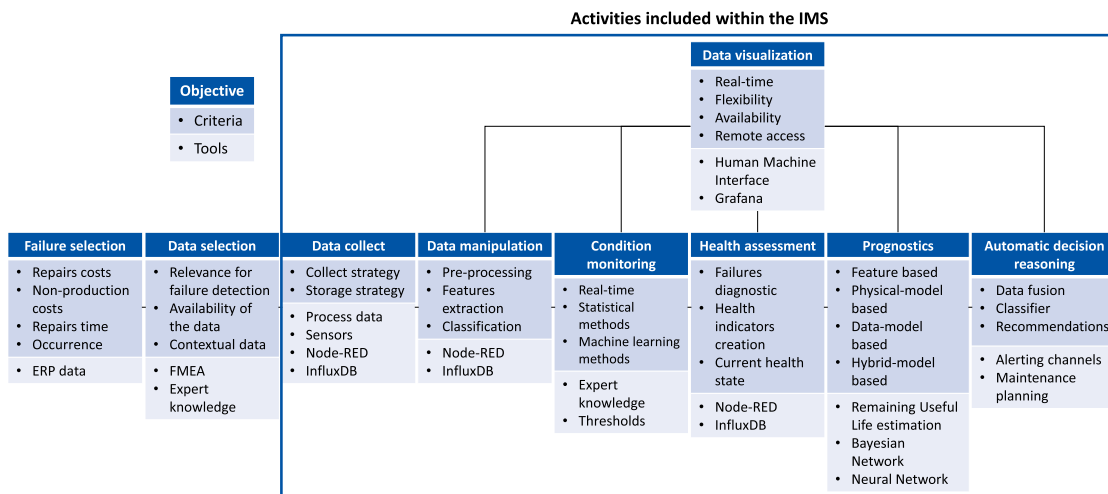 Activities included within the IMS
Data visualization
• Real-time
• Flexibility
• Availability
• Remote access
• Human Machine
Interface
• Grafana
Objective
• Criteria
• Tools
Failure selection
• Repairs costs
• Non-production
costs
• Repairs time
• Occurrence
• ERP data
Data selection
• Relevance for
failure detection
• Availability of
the data
• Contextual data
• FMEA
• Expert
knowledge
Data collect
• Collect strategy
• Storage strategy
• Process data
• Sensors
• Node-RED
• InfluxDB
Data manipulation
• Pre-processing
• Features
extraction
• Classification
• Node-RED
• InfluxDB
Condition
monitoring
• Real-time
• Statistical
methods
• Machine learning
methods
• Expert
knowledge
• Thresholds
Health assessment
• Failures
diagnostic
• Health
indicators
creation
• Current health
state
• Node-RED
• InfluxDB
Prognostics
• Feature based
• Physical-model
based
• Data-model
based
• Hybrid-model
based
• Remaining Useful
Life estimation
• Bayesian
Network
• Neural Network
Automatic decision
reasoning
• Data fusion
• Classifier
• Recommendations
• Alerting channels
• Maintenance
planning